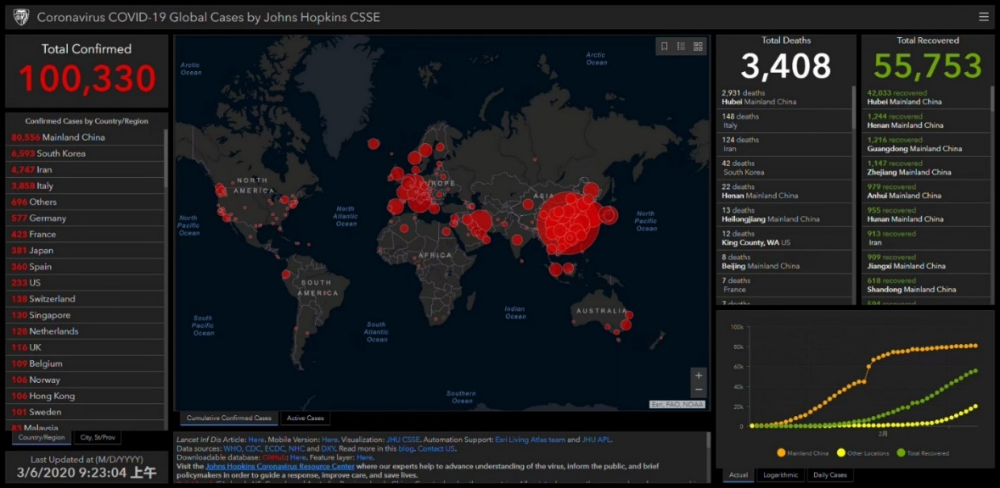 Coronavirus COVID-19 Global Cases by Johns Hopkins CSSE
Total Confirmed
100,330
Confirmed Cases by Country/Region
80,556 Mainland China
6,593 South Korea
4,747 Iran
3,858 Italy
696 Others
577 Germany
423 France
381 Japan
360 Spain
233 US
138 Switzerland
130 Singapore
128 Netherlands
116 UK
109 Belgium
106 Norway
106 Hong Kong
101 Sweden
83 Malaysia
Country/Region
City, St/Prov
Last Updated at (M/D/YYYY)
3/6/2020 9:23:04 上午
Arctic
Ocean
Arctic
Ocean
NORTH
AMERICA
EUROPE
ASIA
North
Pacific
Ocean
North
Atlantic
Ocean
North
Pacific
Ocean
AFRICA
SOUTH
AMERICA
Indian
Ocean
AUSTRALIA
South
Pacific
Ocean
South
Atlantic
Ocean
Southern
Ocean
+
−
Esri, FAO, NOAA
Cumulative Confirmed Cases
Active Cases
Lancet Inf Dis Article: Here. Mobile Version: Here. Visualization: JHU CSSE. Automation Support: Esri Living Atlas team and JHU APL.
Data sources: WHO, CDC, ECDC, NHC and DXY. Read more in this blog. Contact US.
Downloadable database: GitHub: Here. Feature layer: Here.
Visit the Johns Hopkins Coronavirus Resource Center where our experts help to advance understanding of the virus, inform the public, and brief
policymakers in order to guide a response, improve care, and save lives.
Total Deaths
3,408
2,931 deaths
Hubei Mainland China
148 deaths
Italy
124 deaths
Iran
42 deaths
South Korea
22 deaths
Henan Mainland China
13 deaths
Heilongjiang Mainland China
12 deaths
King County, WA US
8 deaths
Beijing Mainland China
7 deaths
France
7 deaths
Total Recovered
55,753
42,033 recovered
Hubei Mainland China
1,244 recovered
Henan Mainland China
1,216 recovered
Guangdong Mainland China
1,147 recovered
Zhejiang Mainland China
979 recovered
Anhui Mainland China
955 recovered
Hunan Mainland China
913 recovered
Iran
909 recovered
Jiangxi Mainland China
618 recovered
Shandong Mainland China
594 recovered
100k
80k
60k
40k
20k
0
2月
Mainland China
Other Locations
Total Recovered
Actual
Logarithmic
Daily Cases